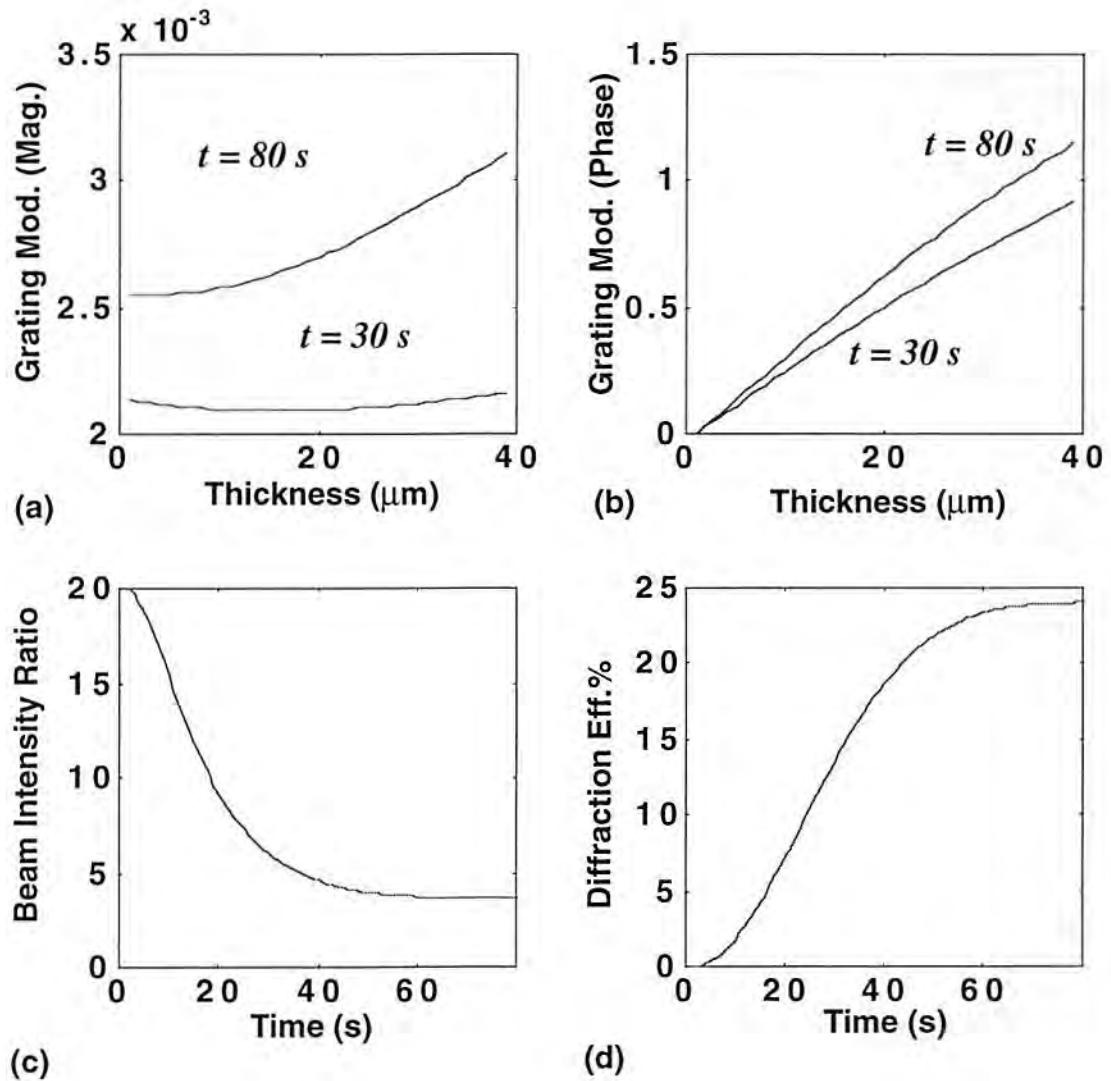 x 10⁻³
3.5
3
2.5
2
Grating Mod. (Mag.)
t = 80 s
t = 30 s
0
20
40
Thickness (μm)
(a)
1.5
1
0.5
0
Grating Mod. (Phase)
t = 80 s
t = 30 s
0
20
40
Thickness (μm)
(b)
20
15
10
5
0
Beam Intensity Ratio
0
20
40
60
Time (s)
(c)
25
20
15
10
5
0
Diffraction Eff.%
0
20
40
60
Time (s)
(d)